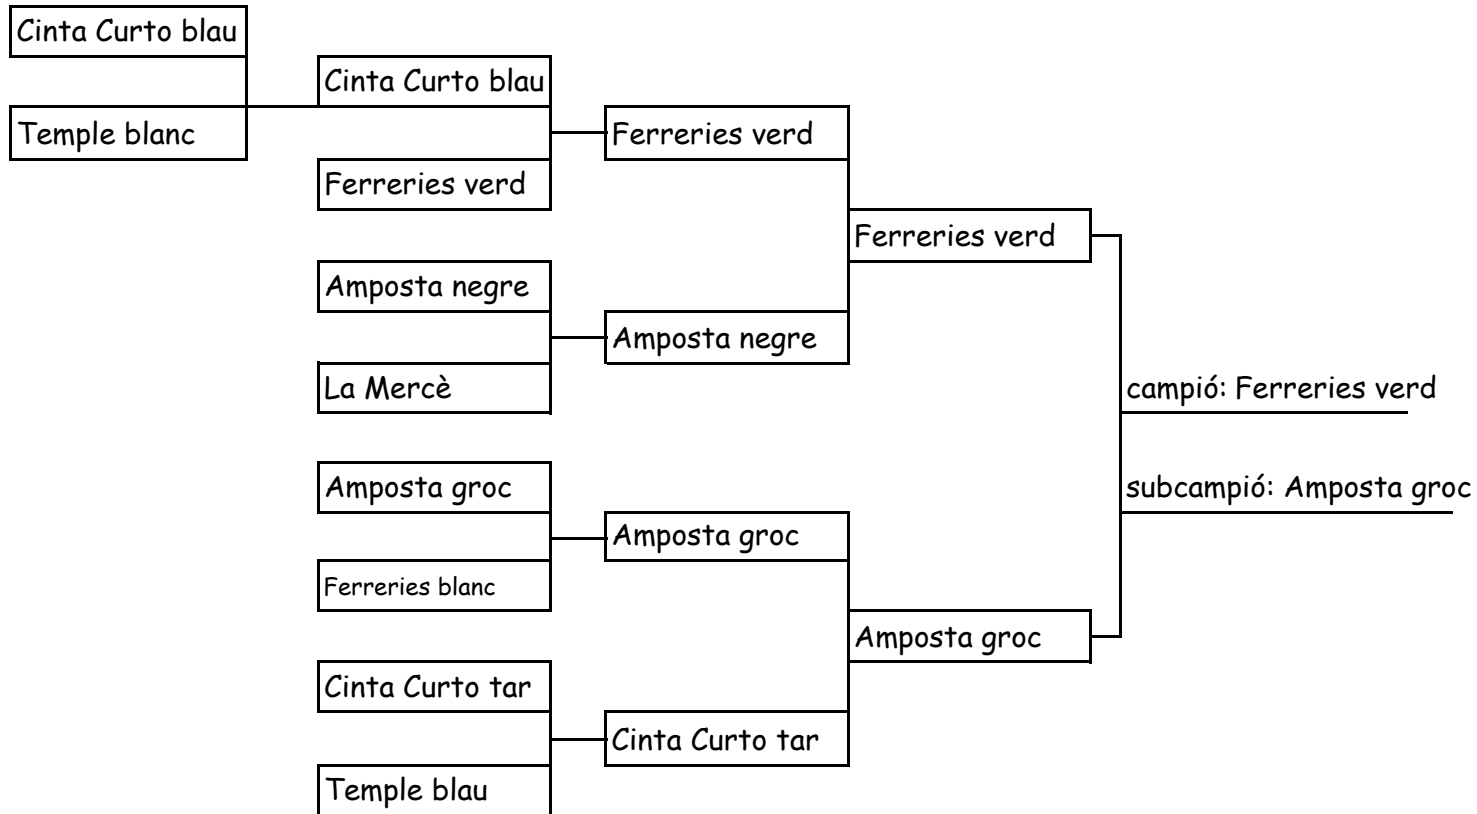 Cinta Curto blau
Cinta Curto blau
Temple blanc
Ferreries verd
Ferreries verd
Ferreries verd
Amposta negre
Amposta negre
La Mercè
campió: Ferreries verd
Amposta groc
subcampió: Amposta groc
Amposta groc
Ferreries blanc
Amposta groc
Cinta Curto tar
Cinta Curto tar
Temple blau